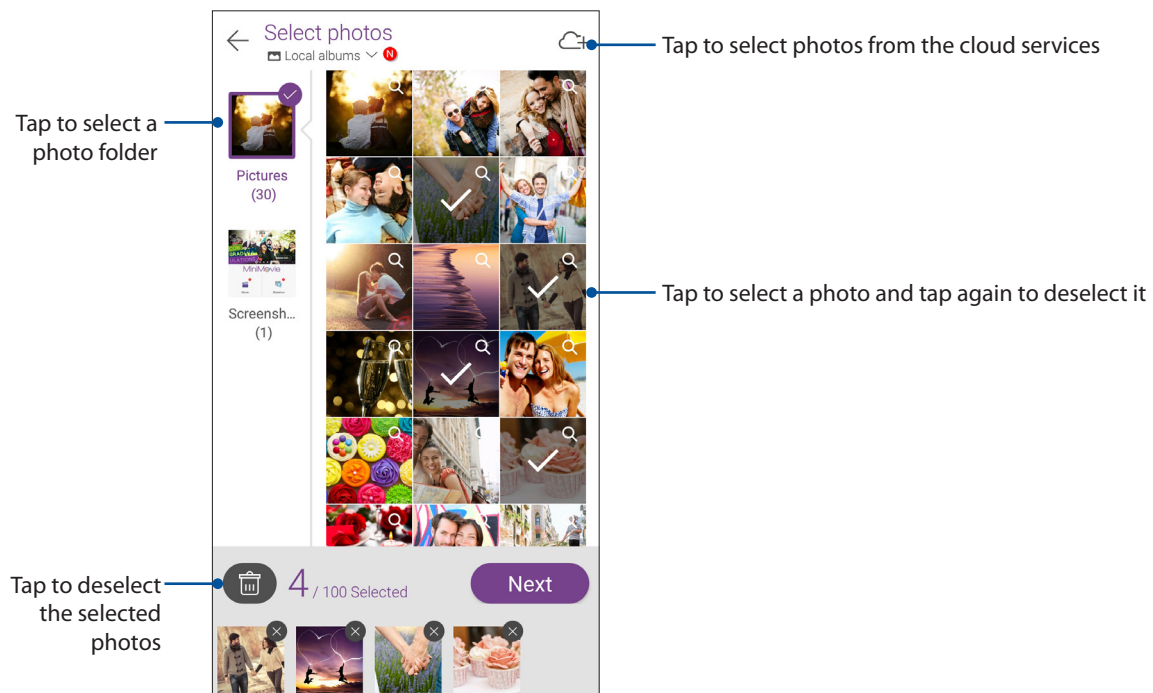 Select photos
Local albums
N
Tap to select photos from the cloud services
Tap to select a
photo folder
Pictures
(30)
MiniMovie
Screensh...
(1)
Tap to select a photo and tap again to deselect it
Tap to deselect
the selected
photos
4 / 100 Selected
Next